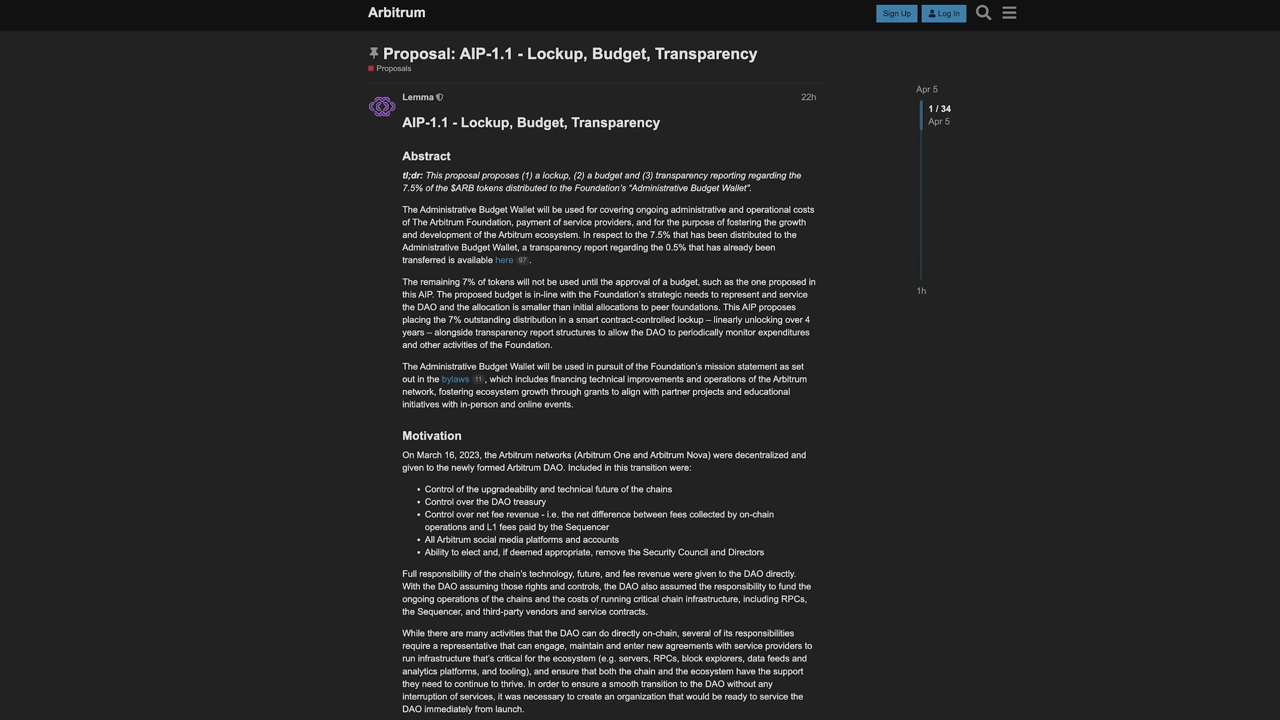 Arbitrum
Sign Up
Log In
Proposal: AIP-1.1 - Lockup, Budget, Transparency
Proposals
Lemma
22h
AIP-1.1 - Lockup, Budget, Transparency
Abstract
tl;dr: This proposal proposes (1) a lockup, (2) a budget and (3) transparency reporting regarding the
7.5% of the $ARB tokens distributed to the Foundation's “Administrative Budget Wallet”.
The Administrative Budget Wallet will be used for covering ongoing administrative and operational costs
of The Arbitrum Foundation, payment of service providers, and for the purpose of fostering the growth
and development of the Arbitrum ecosystem. In respect to the 7.5% that has been distributed to the
Administrative Budget Wallet, a transparency report regarding the 0.5% that has already been
transferred is available here 97 .
The remaining 7% of tokens will not be used until the approval of a budget, such as the one proposed in
this AIP. The proposed budget is in-line with the Foundation's strategic needs to represent and service
the DAO and the allocation is smaller than initial allocations to peer foundations. This AIP proposes
placing the 7% outstanding distribution in a smart contract-controlled lockup – linearly unlocking over 4
years – alongside transparency report structures to allow the DAO to periodically monitor expenditures
and other activities of the Foundation.
The Administrative Budget Wallet will be used in pursuit of the Foundation's mission statement as set
out in the bylaws 11 , which includes financing technical improvements and operations of the Arbitrum
network, fostering ecosystem growth through grants to align with partner projects and educational
initiatives with in-person and online events.
Motivation
On March 16, 2023, the Arbitrum networks (Arbitrum One and Arbitrum Nova) were decentralized and
given to the newly formed Arbitrum DAO. Included in this transition were:
• Control of the upgradeability and technical future of the chains
• Control over the DAO treasury
• Control over net fee revenue - i.e. the net difference between fees collected by on-chain
operations and L1 fees paid by the Sequencer
• All Arbitrum social media platforms and accounts
• Ability to elect and, if deemed appropriate, remove the Security Council and Directors
Full responsibility of the chain's technology, future, and fee revenue were given to the DAO directly.
With the DAO assuming those rights and controls, the DAO also assumed the responsibility to fund the
ongoing operations of the chains and the costs of running critical chain infrastructure, including RPCs,
the Sequencer, and third-party vendors and service contracts.
While there are many activities that the DAO can do directly on-chain, several of its responsibilities
require a representative that can engage, maintain and enter new agreements with service providers to
run infrastructure that's critical for the ecosystem (e.g. servers, RPCs, block explorers, data feeds and
analytics platforms, and tooling), and ensure that both the chain and the ecosystem have the support
they need to continue to thrive. In order to ensure a smooth transition to the DAO without any
interruption of services, it was necessary to create an organization that would be ready to service the
DAO immediately from launch.
Apr 5
1 / 34
Apr 5
1h